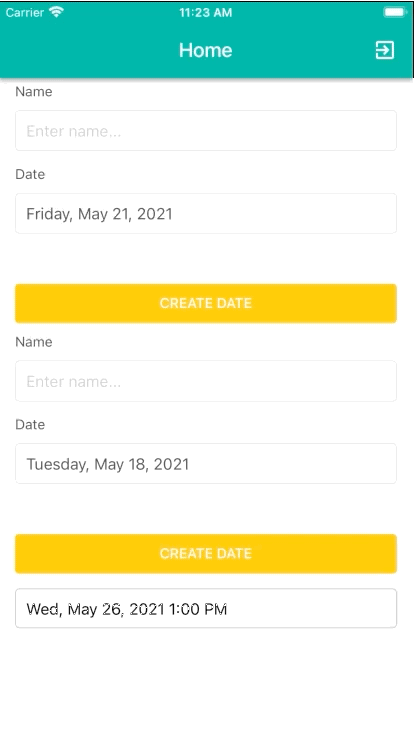 Carrier 11:23 AM
Home
Name
Enter name...
Date
Friday, May 21, 2021
CREATE DATE
Name
Enter name...
Date
Tuesday, May 18, 2021
CREATE DATE
Wed, May 26, 2021 1:00 PM